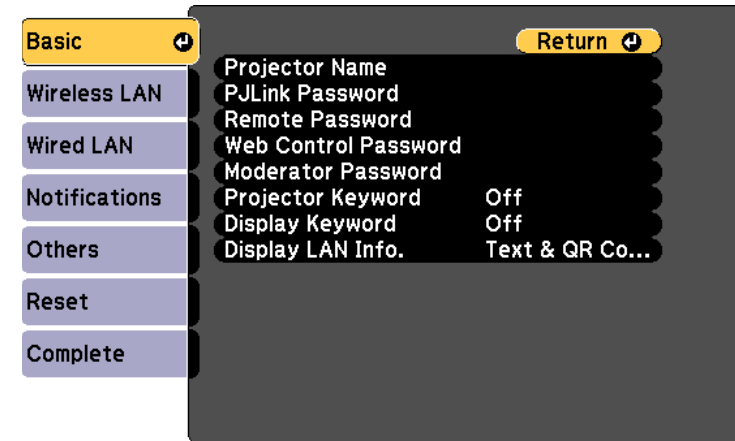 Basic
Wireless LAN
Wired LAN
Notifications
Others
Reset
Complete
Return
Projector Name
PJLink Password
Remote Password
Web Control Password
Moderator Password
Projector Keyword Off
Display Keyword Off
Display LAN Info. Text & QR Co...